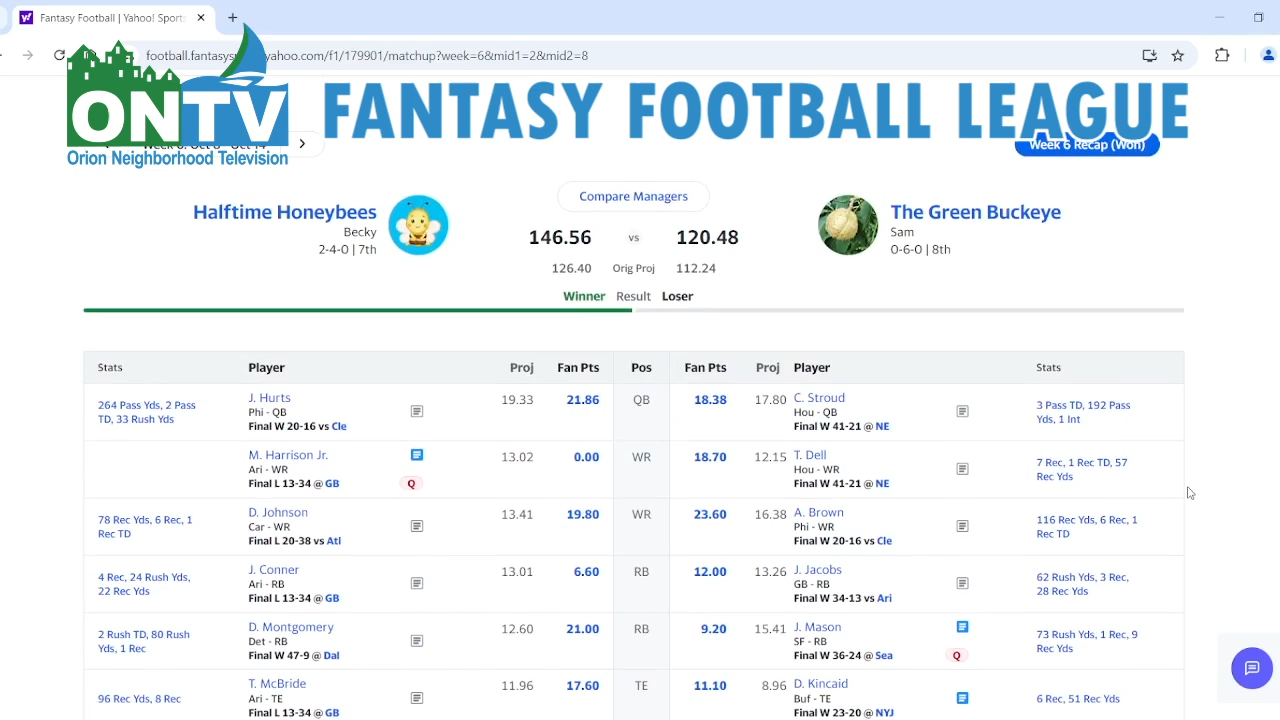 Fantasy Football | Yahoo! Sports
football.fantasys yahoo.com/f1/179901/matchup?week=6&mid1=2&mid2=8
ONTV
Orion Neighborhood Television
FANTASY FOOTBALL LEAGUE
Week 6 Recap (Won)
Compare Managers
Halftime Honeybees
Becky
2-4-0 | 7th
146.56 vs 120.48
126.40 Orig Proj 112.24
Winner Result Loser
The Green Buckeye
Sam
0-6-0 | 8th
Stats Player Proj Fan Pts Pos Fan Pts Proj Player Stats
264 Pass Yds, 2 Pass
TD, 33 Rush Yds
J. Hurts
Phi - QB
Final W 20-16 vs Cle
19.33 21.86 QB 18.38 17.80
C. Stroud
Hou - QB
Final W 41-21 @ NE
3 Pass TD, 192 Pass
Yds, 1 Int
M. Harrison Jr.
Ari - WR
Final L 13-34 @ GB
Q
13.02 0.00 WR 18.70 12.15
T. Dell
Hou - WR
Final W 41-21 @ NE
7 Rec, 1 Rec TD, 57
Rec Yds
78 Rec Yds, 6 Rec, 1
Rec TD
D. Johnson
Car - WR
Final L 20-38 vs Atl
13.41 19.80 WR 23.60 16.38
A. Brown
Phi - WR
Final W 20-16 vs Cle
116 Rec Yds, 6 Rec, 1
Rec TD
4 Rec, 24 Rush Yds,
22 Rec Yds
J. Conner
Ari - RB
Final L 13-34 @ GB
13.01 6.60 RB 12.00 13.26
J. Jacobs
GB - RB
Final W 34-13 vs Ari
62 Rush Yds, 3 Rec,
28 Rec Yds
2 Rush TD, 80 Rush
Yds, 1 Rec
D. Montgomery
Det - RB
Final W 47-9 @ Dal
12.60 21.00 RB 9.20 15.41
J. Mason
SF - RB
Final W 36-24 @ Sea
Q
73 Rush Yds, 1 Rec, 9
Rec Yds
96 Rec Yds, 8 Rec
T. McBride
Ari - TE
Final L 13-34 @ GB
11.96 17.60 TE 11.10 8.96
D. Kincaid
Buf - TE
Final W 23-20 @ NYJ
6 Rec, 51 Rec Yds